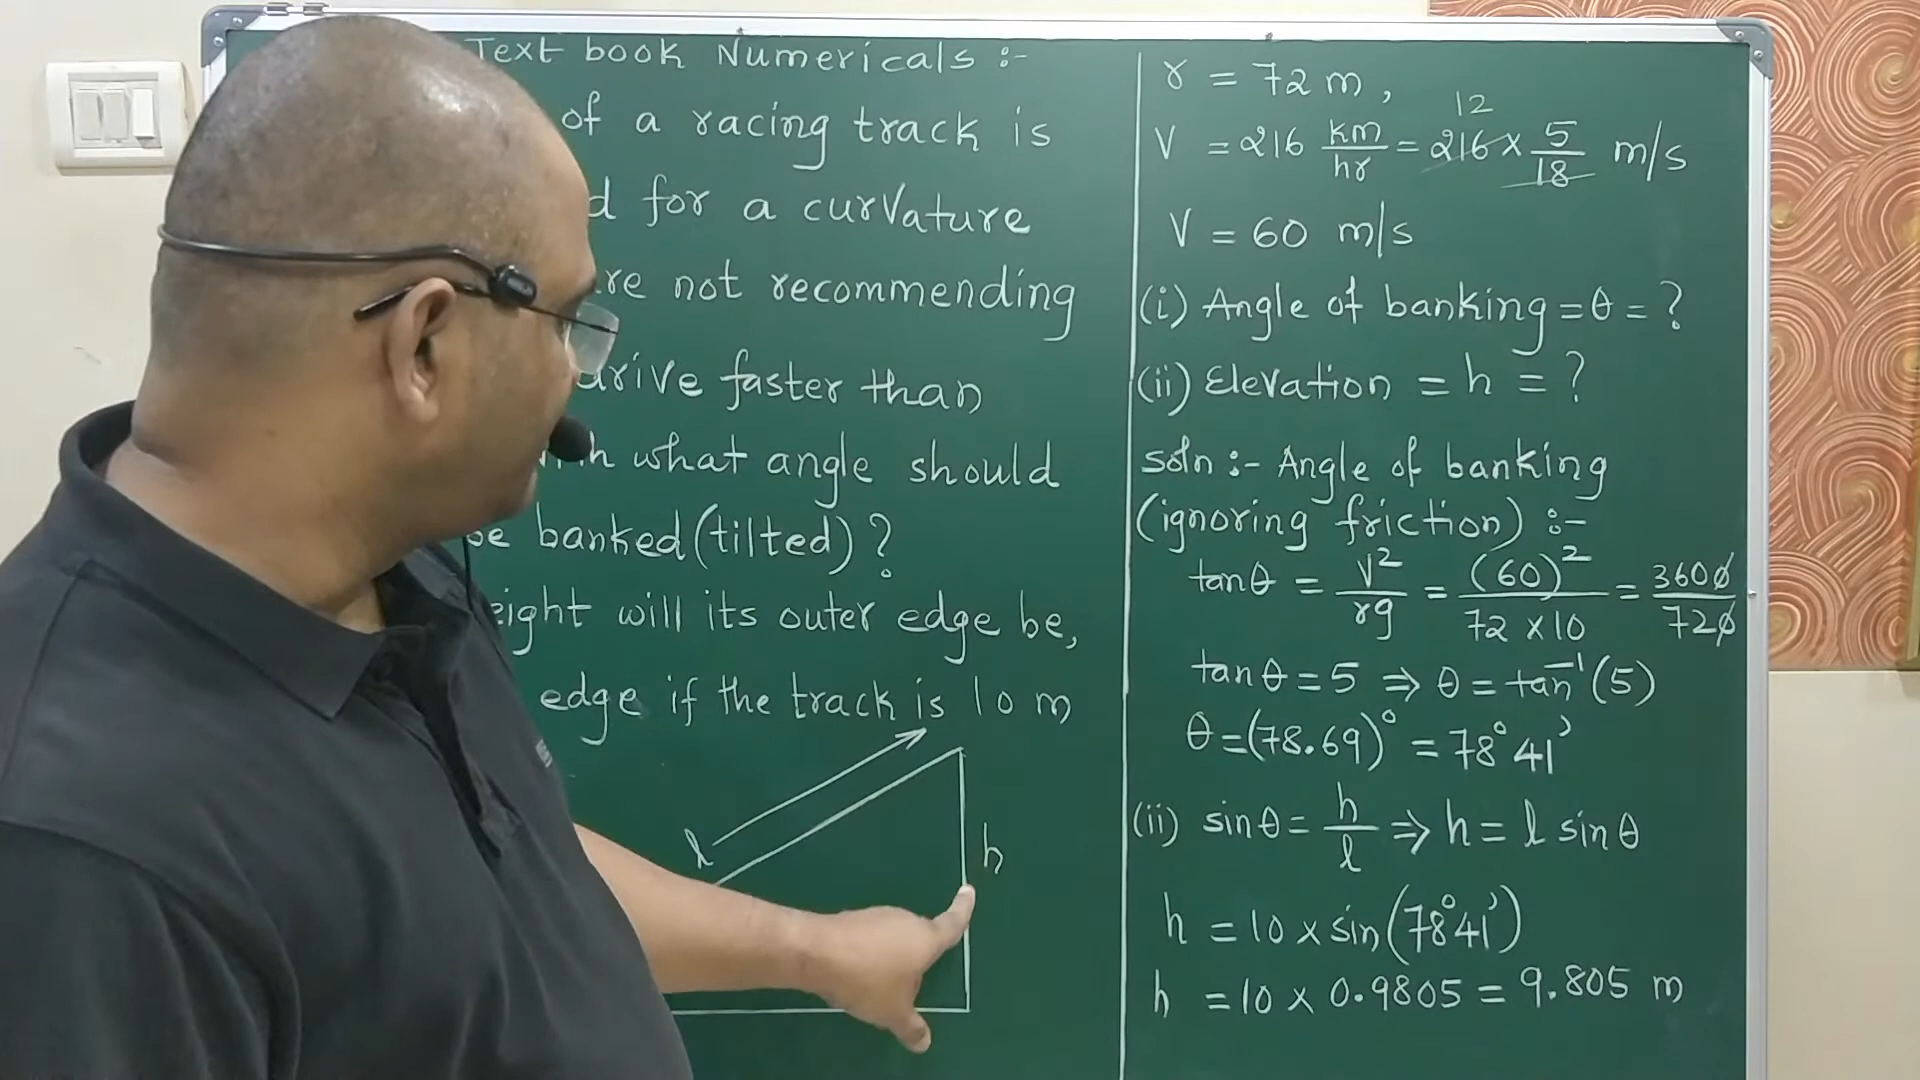 Text book Numericals :-
of a racing track is
for a curvature
not recommending
drive faster than
what angle should
be banked (tilted) ?
will its outer edge be,
edge if the track is 10 m
l
h
r = 72 m ,
12
V = 216 km/hr = 216 × 5/18 m/s
V = 60 m/s
(i) Angle of banking = θ = ?
(ii) Elevation = h = ?
soln :- Angle of banking
(ignoring friction) :-
tanθ = V²/rg = (60)²/72 × 10 = 3600/720
tanθ = 5 ⇒ θ = tan⁻¹(5)
θ = (78.69)° = 78°41'
(ii) sinθ = h/l ⇒ h = l sinθ
h = 10 × sin(78°41')
h = 10 × 0.9805 = 9.805 m